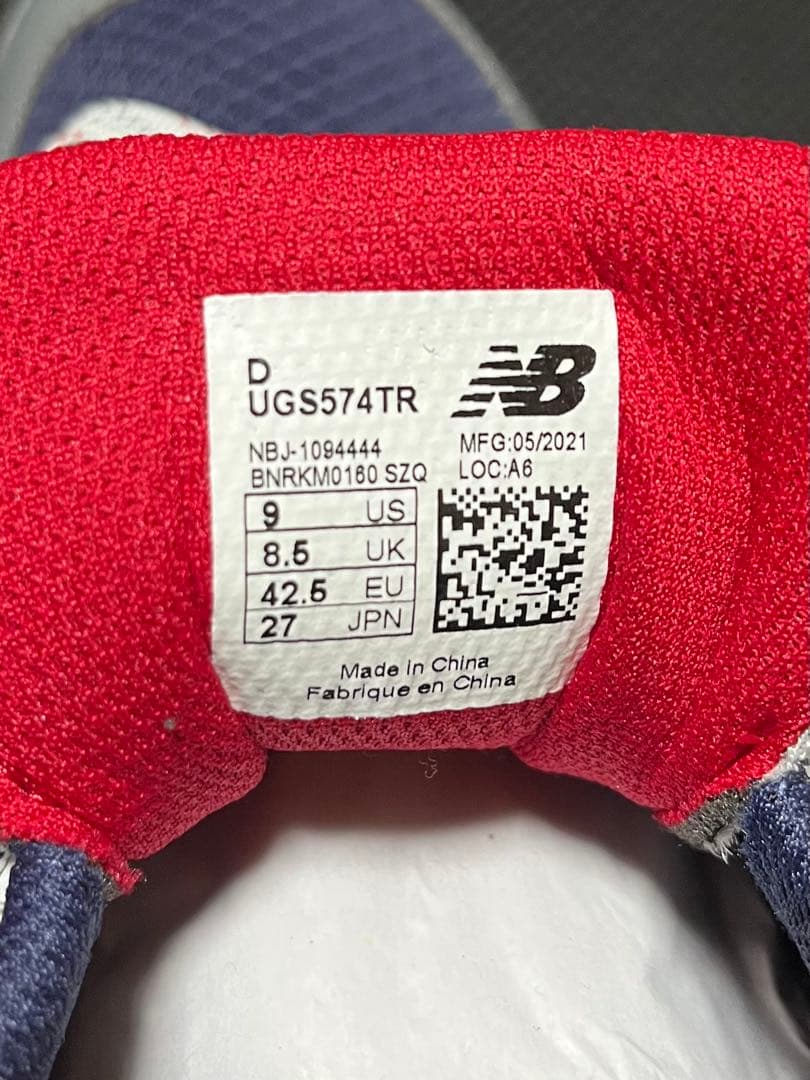 D
UGS574TR
NB
NBJ-1094444
MFG:05/2021
BNRKM0160 SZQ
LOC:A6
9 US
8.5 UK
42.5 EU
27 JPN
Made in China
Fabrique en China